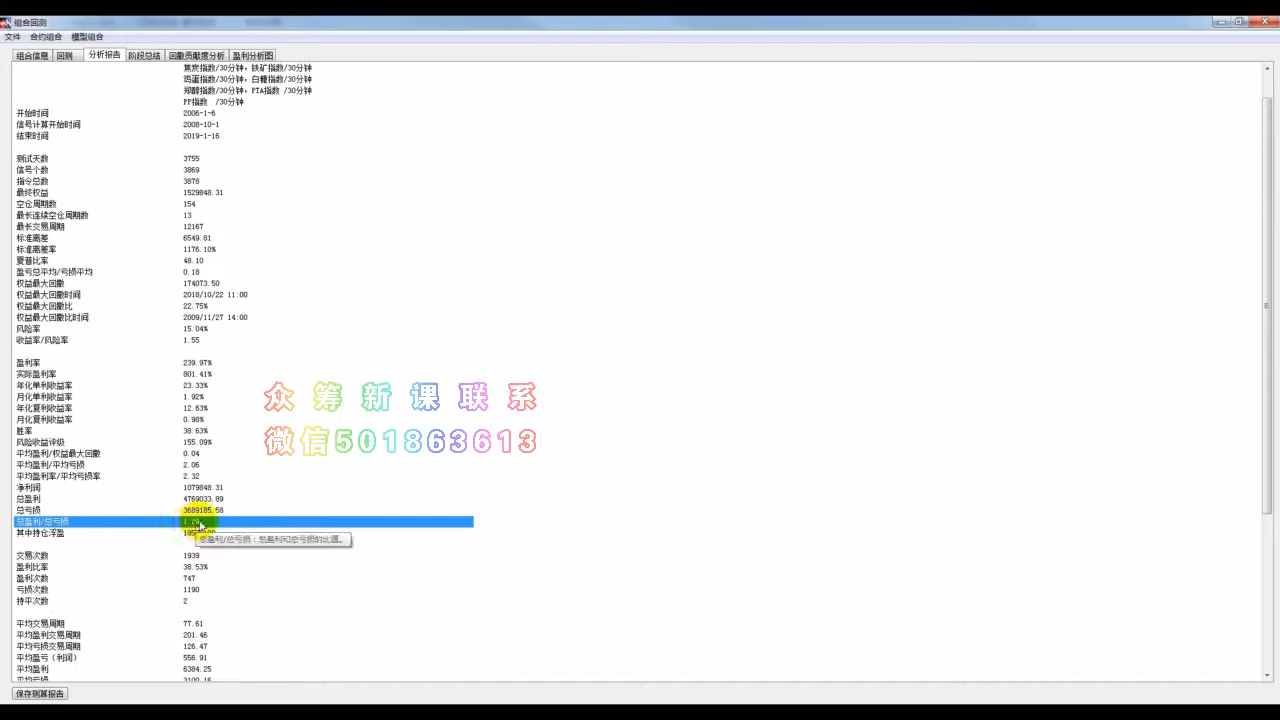 组合回测
文件 合约组合 模型组合
组合信息 回测 分析报告 阶段总结 回撤贡献度分析 盈利分析图
焦炭指数/30分钟，铁矿指数/30分钟
鸡蛋指数/30分钟，白糖指数/30分钟
郑醇指数/30分钟，PTA指数 /30分钟
PP指数 /30分钟
开始时间 2006-1-6
信号计算开始时间 2008-10-1
结束时间 2019-1-16
测试天数 3755
信号个数 3869
指令总数 3878
最终权益 1529848.31
空仓周期数 154
最长连续空仓周期数 13
最长交易周期 12167
标准离差 6549.81
标准离差率 1176.10%
夏普比率 48.10
盈亏总平均/亏损平均 0.18
权益最大回撤 174073.50
权益最大回撤时间 2018/10/22 11:00
权益最大回撤比 22.75%
权益最大回撤比时间 2009/11/27 14:00
风险率 15.04%
收益率/风险率 1.55
盈利率 239.97%
实际盈利率 801.41%
年化单利收益率 23.33%
月化单利收益率 1.92%
年化复利收益率 12.63%
月化复利收益率 0.98%
胜率 38.63%
风险收益评级 155.09%
平均盈利/权益最大回撤 0.04
平均盈利/平均亏损 2.06
平均盈利率/平均亏损率 2.32
净利润 1079848.31
总盈利 4769033.89
总亏损 3689185.58
总盈利/总亏损
总盈利/总亏损：总盈利和总亏损的比值。
其中持仓浮盈
交易次数 1939
盈利比率 38.53%
盈利次数 747
亏损次数 1190
持平次数 2
平均交易周期 77.61
平均盈利交易周期 201.46
平均亏损交易周期 126.47
平均盈亏（利润） 556.91
平均盈利 6384.25
平均亏损 3100.16
保存测算报告
众筹新课联系
微信501863613